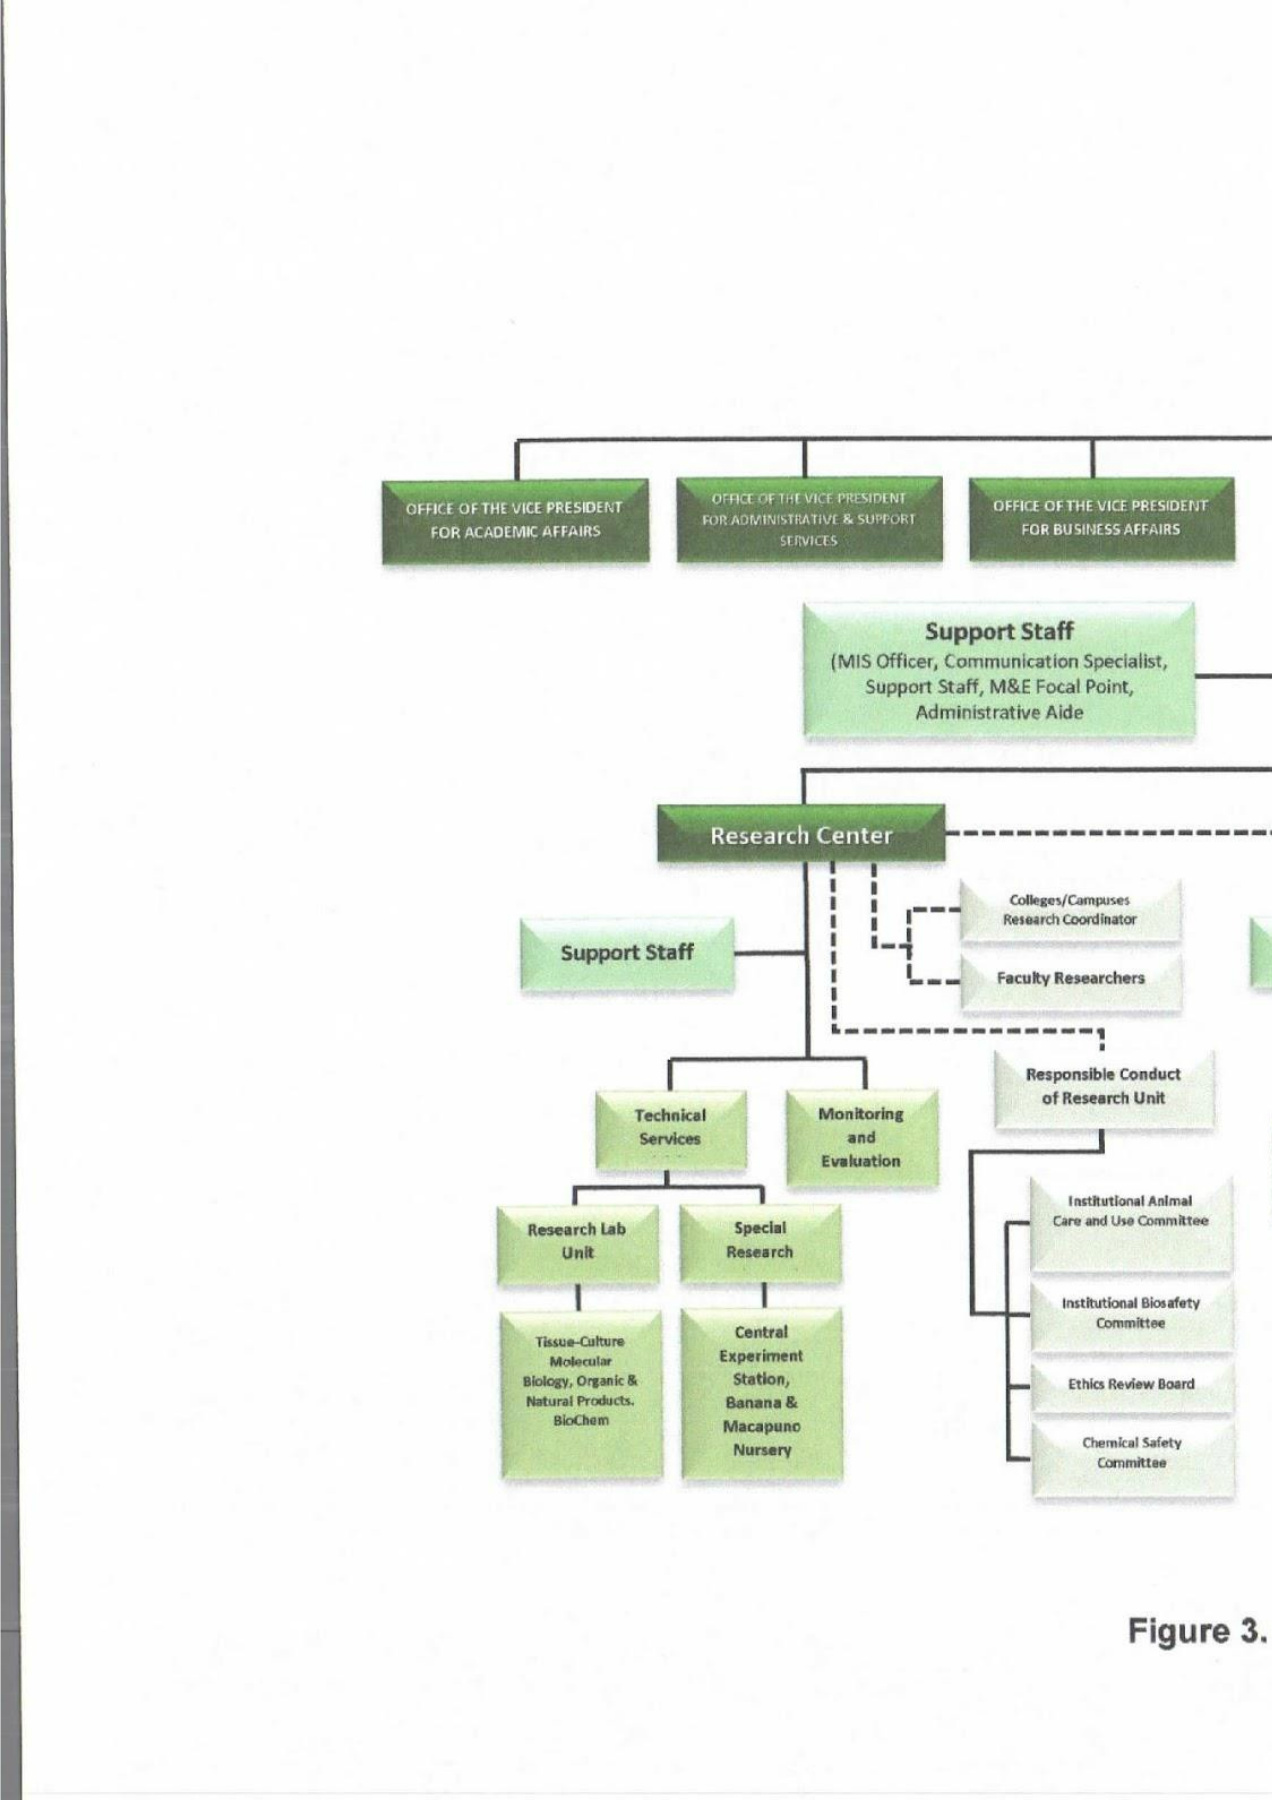 OFFICE OF THE VICE PRESIDENT
FOR ACADEMIC AFFAIRS
OFFICE OF THE VICE PRESIDENT
FOR ADMINISTRATIVE & SUPPORT
SERVICES
OFFICE OF THE VICE PRESIDENT
FOR BUSINESS AFFAIRS
Support Staff
(MIS Officer, Communication Specialist,
Support Staff, M&E Focal Point,
Administrative Aide
Research Center
Colleges/Campuses
Research Coordinator
Support Staff
Faculty Researchers
Responsible Conduct
of Research Unit
Technical
Services
Monitoring
and
Evaluation
Research Lab
Unit
Special
Research
Institutional Animal
Care and Use Committee
Institutional Biosafety
Committee
Ethics Review Board
Chemical Safety
Committee
Tissue-Culture
Molecular
Biology, Organic &
Natural Products.
BioChem
Central
Experiment
Station,
Banana &
Macapuno
Nursery
Figure 3.